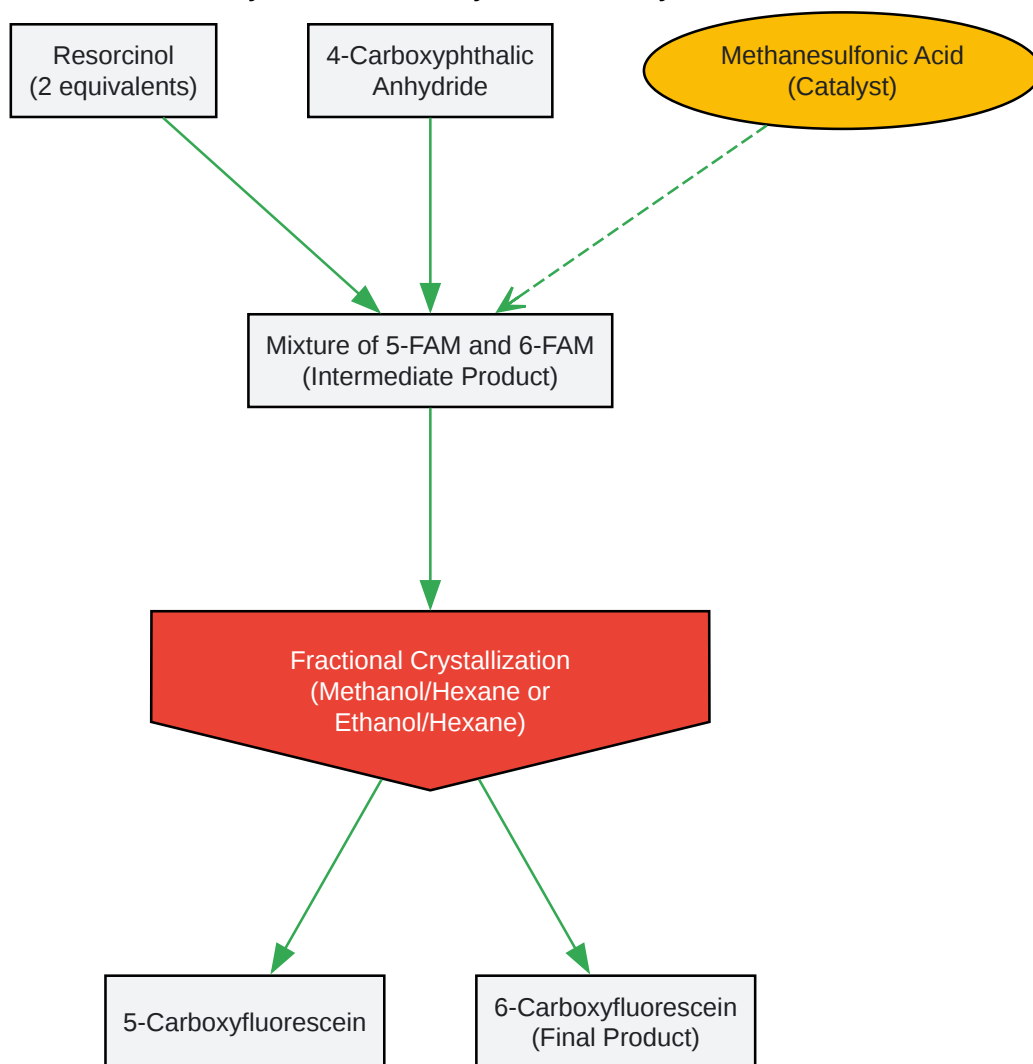 Resorcinol
(2 equivalents)
4-Carboxyphthalic
Anhydride
Methanesulfonic Acid
(Catalyst)
Mixture of 5-FAM and 6-FAM
(Intermediate Product)
Fractional Crystallization
(Methanol/Hexane or
Ethanol/Hexane)
5-Carboxyfluorescein
6-Carboxyfluorescein
(Final Product)